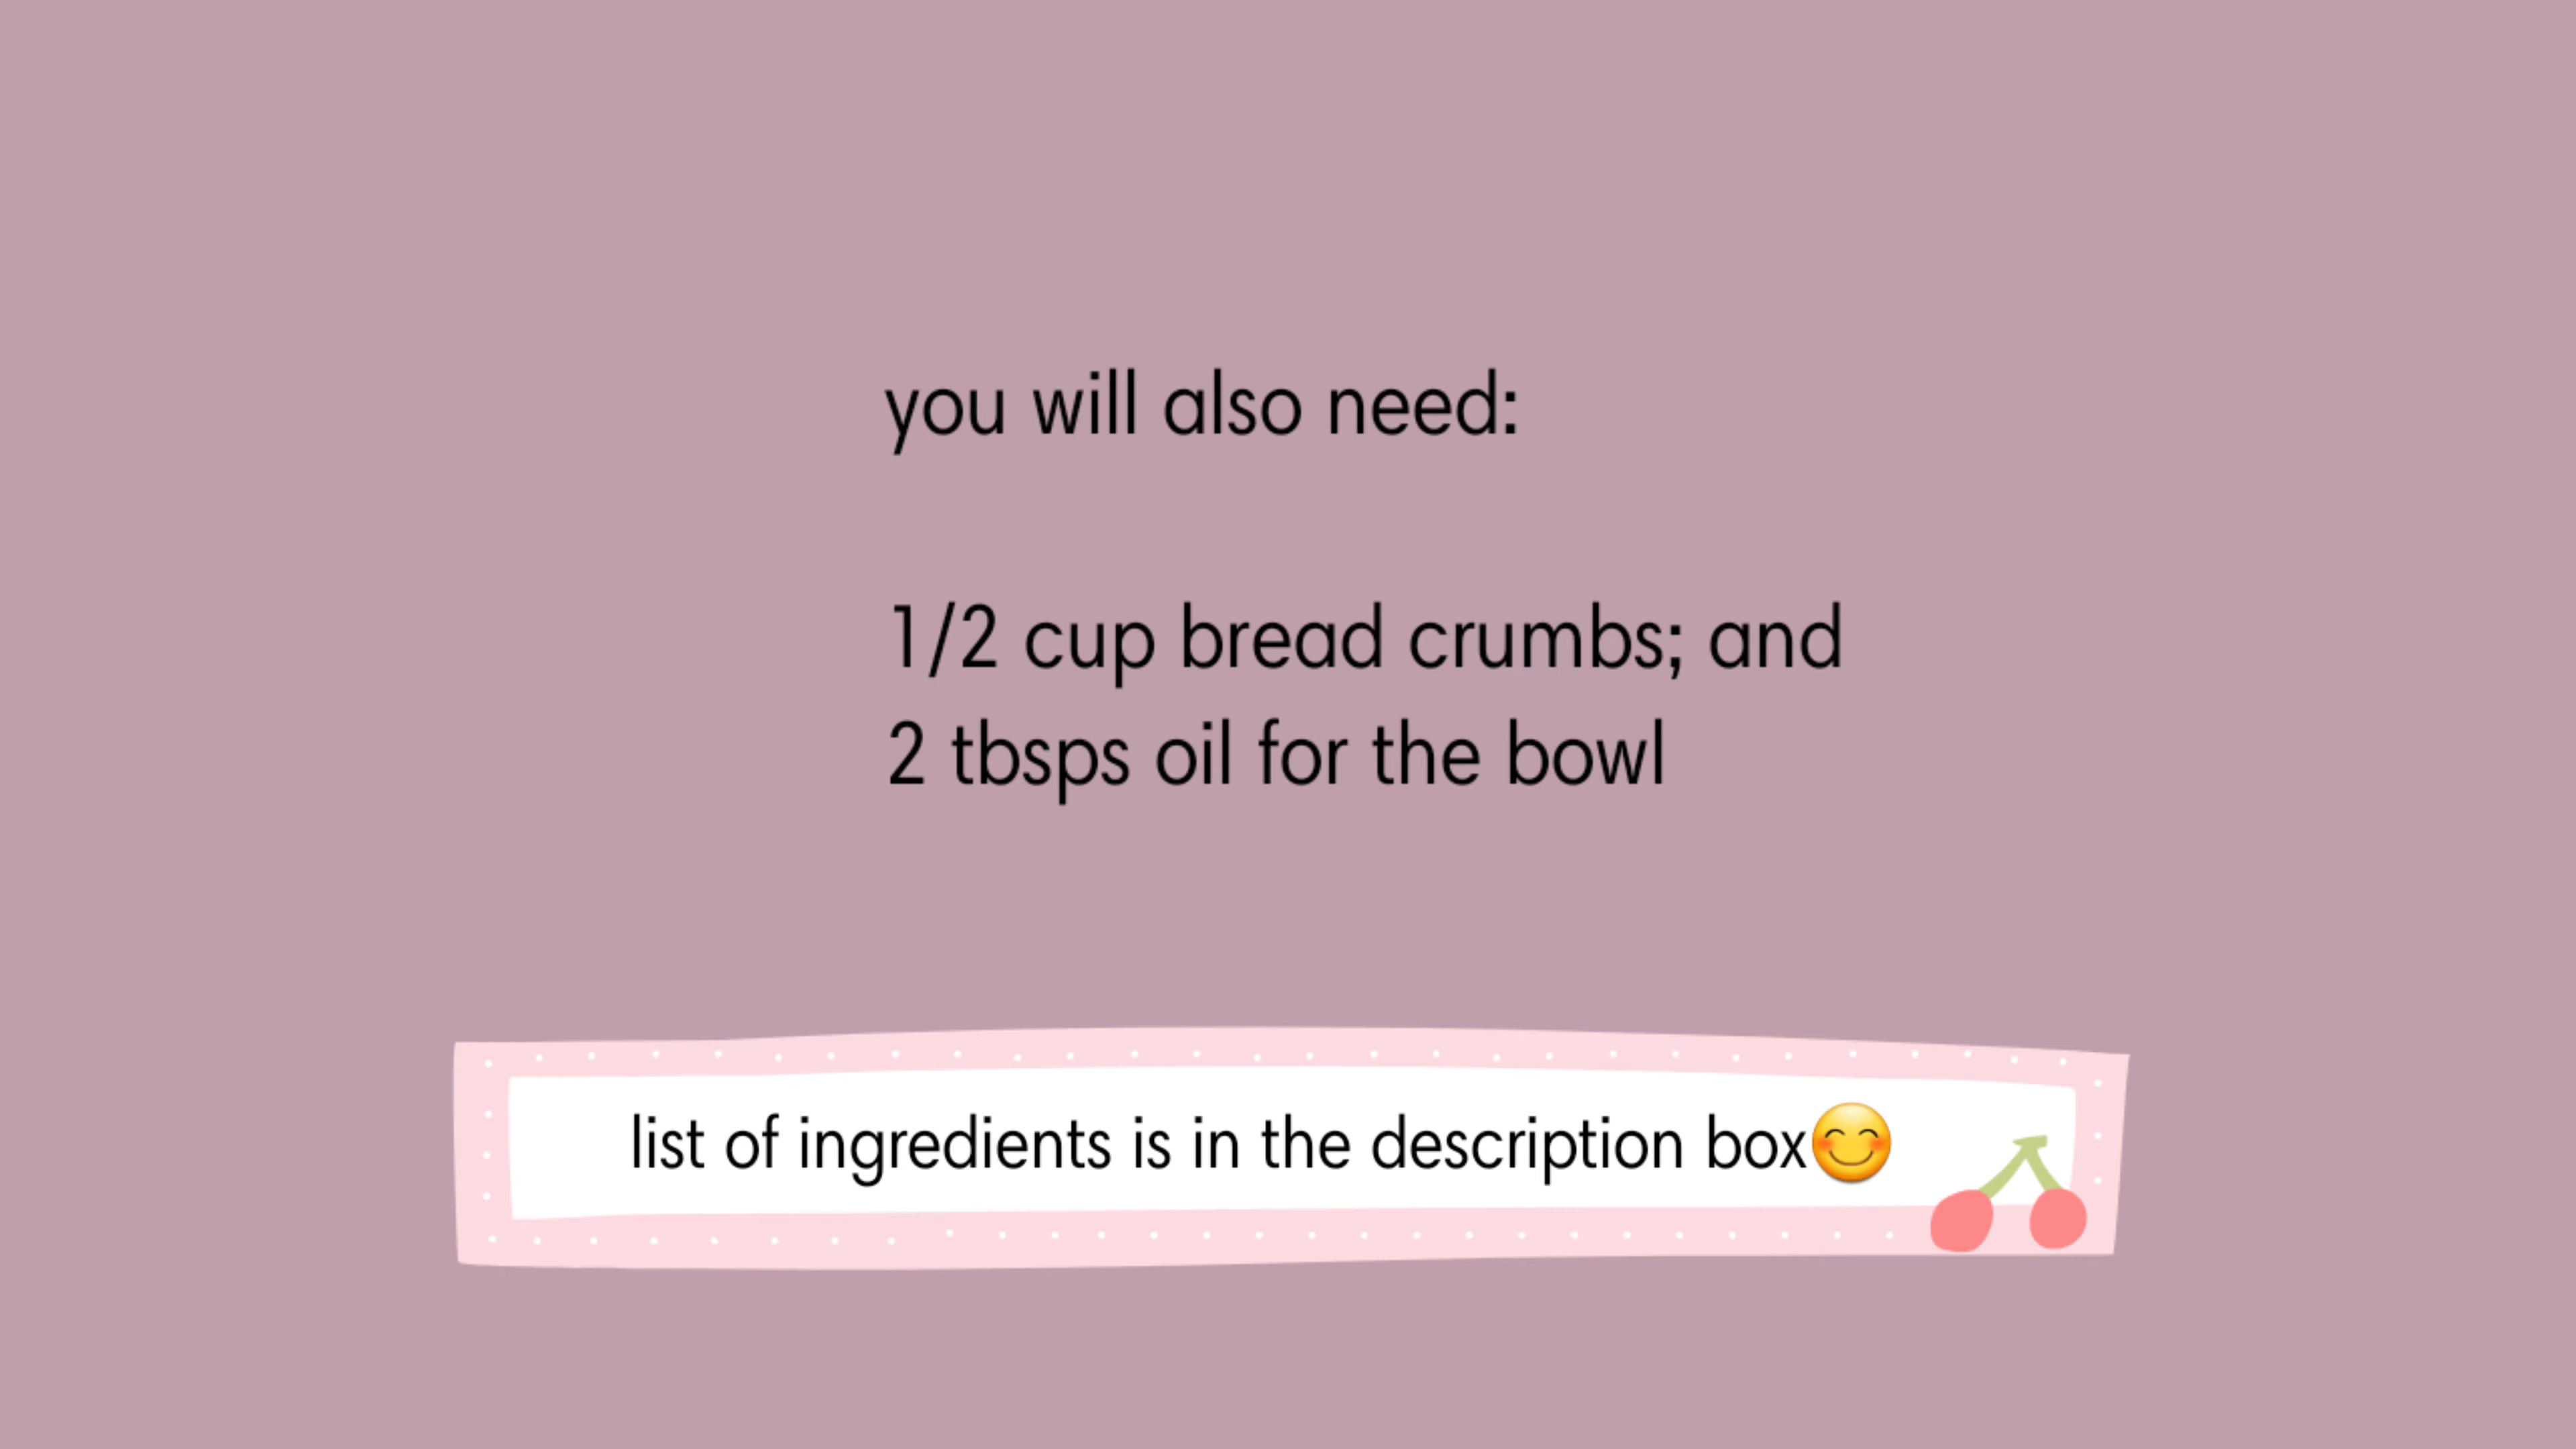 you will also need:
1/2 cup bread crumbs; and
2 tbsps oil for the bowl
list of ingredients is in the description box😊